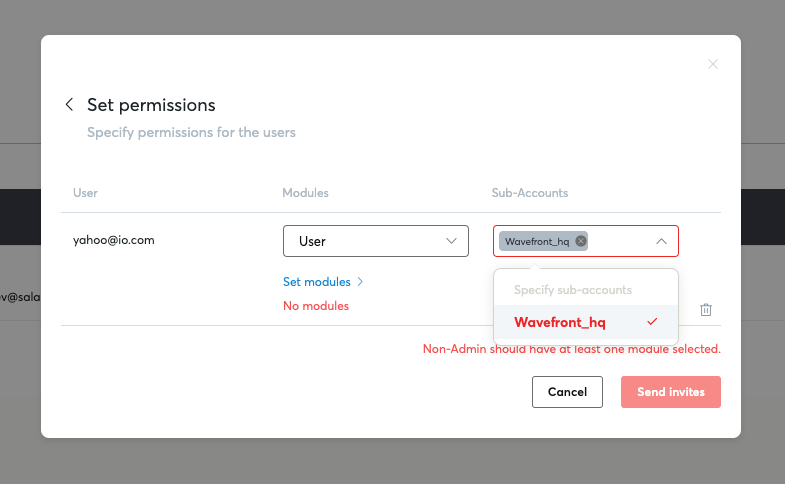 Set permissions
Specify permissions for the users
User Modules Sub-Accounts
yahoo@io.com User Wavefront_hq
Set modules
Specify sub-accounts
No modules
v@sala
Wavefront_hq
Non-Admin should have at least one module selected.
Cancel Send invites